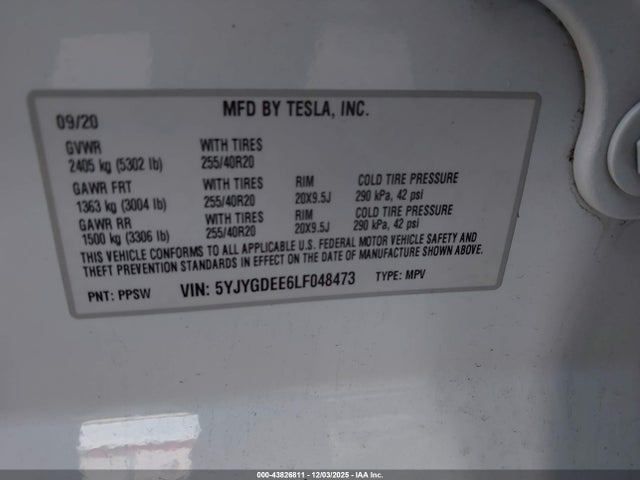 09/20 MFD BY TESLA, INC.
GVWR WITH TIRES
2405 kg (5302 lb) 255/40R20
GAWR FRT WITH TIRES RIM COLD TIRE PRESSURE
1363 kg (3004 lb) 255/40R20 20X9.5J 290 kPa, 42 psi
GAWR RR WITH TIRES RIM COLD TIRE PRESSURE
1500 kg (3306 lb) 255/40R20 20X9.5J 290 kPa, 42 psi
THIS VEHICLE CONFORMS TO ALL APPLICABLE U.S. FEDERAL MOTOR VEHICLE SAFETY AND
THEFT PREVENTION STANDARDS IN EFFECT ON THE DATE OF MANUFACTURE SHOWN ABOVE.
PNT: PPSW VIN: 5YJYGDEE6LF048473 TYPE: MPV
000-43826811 - 12/03/2025 - IAA Inc.